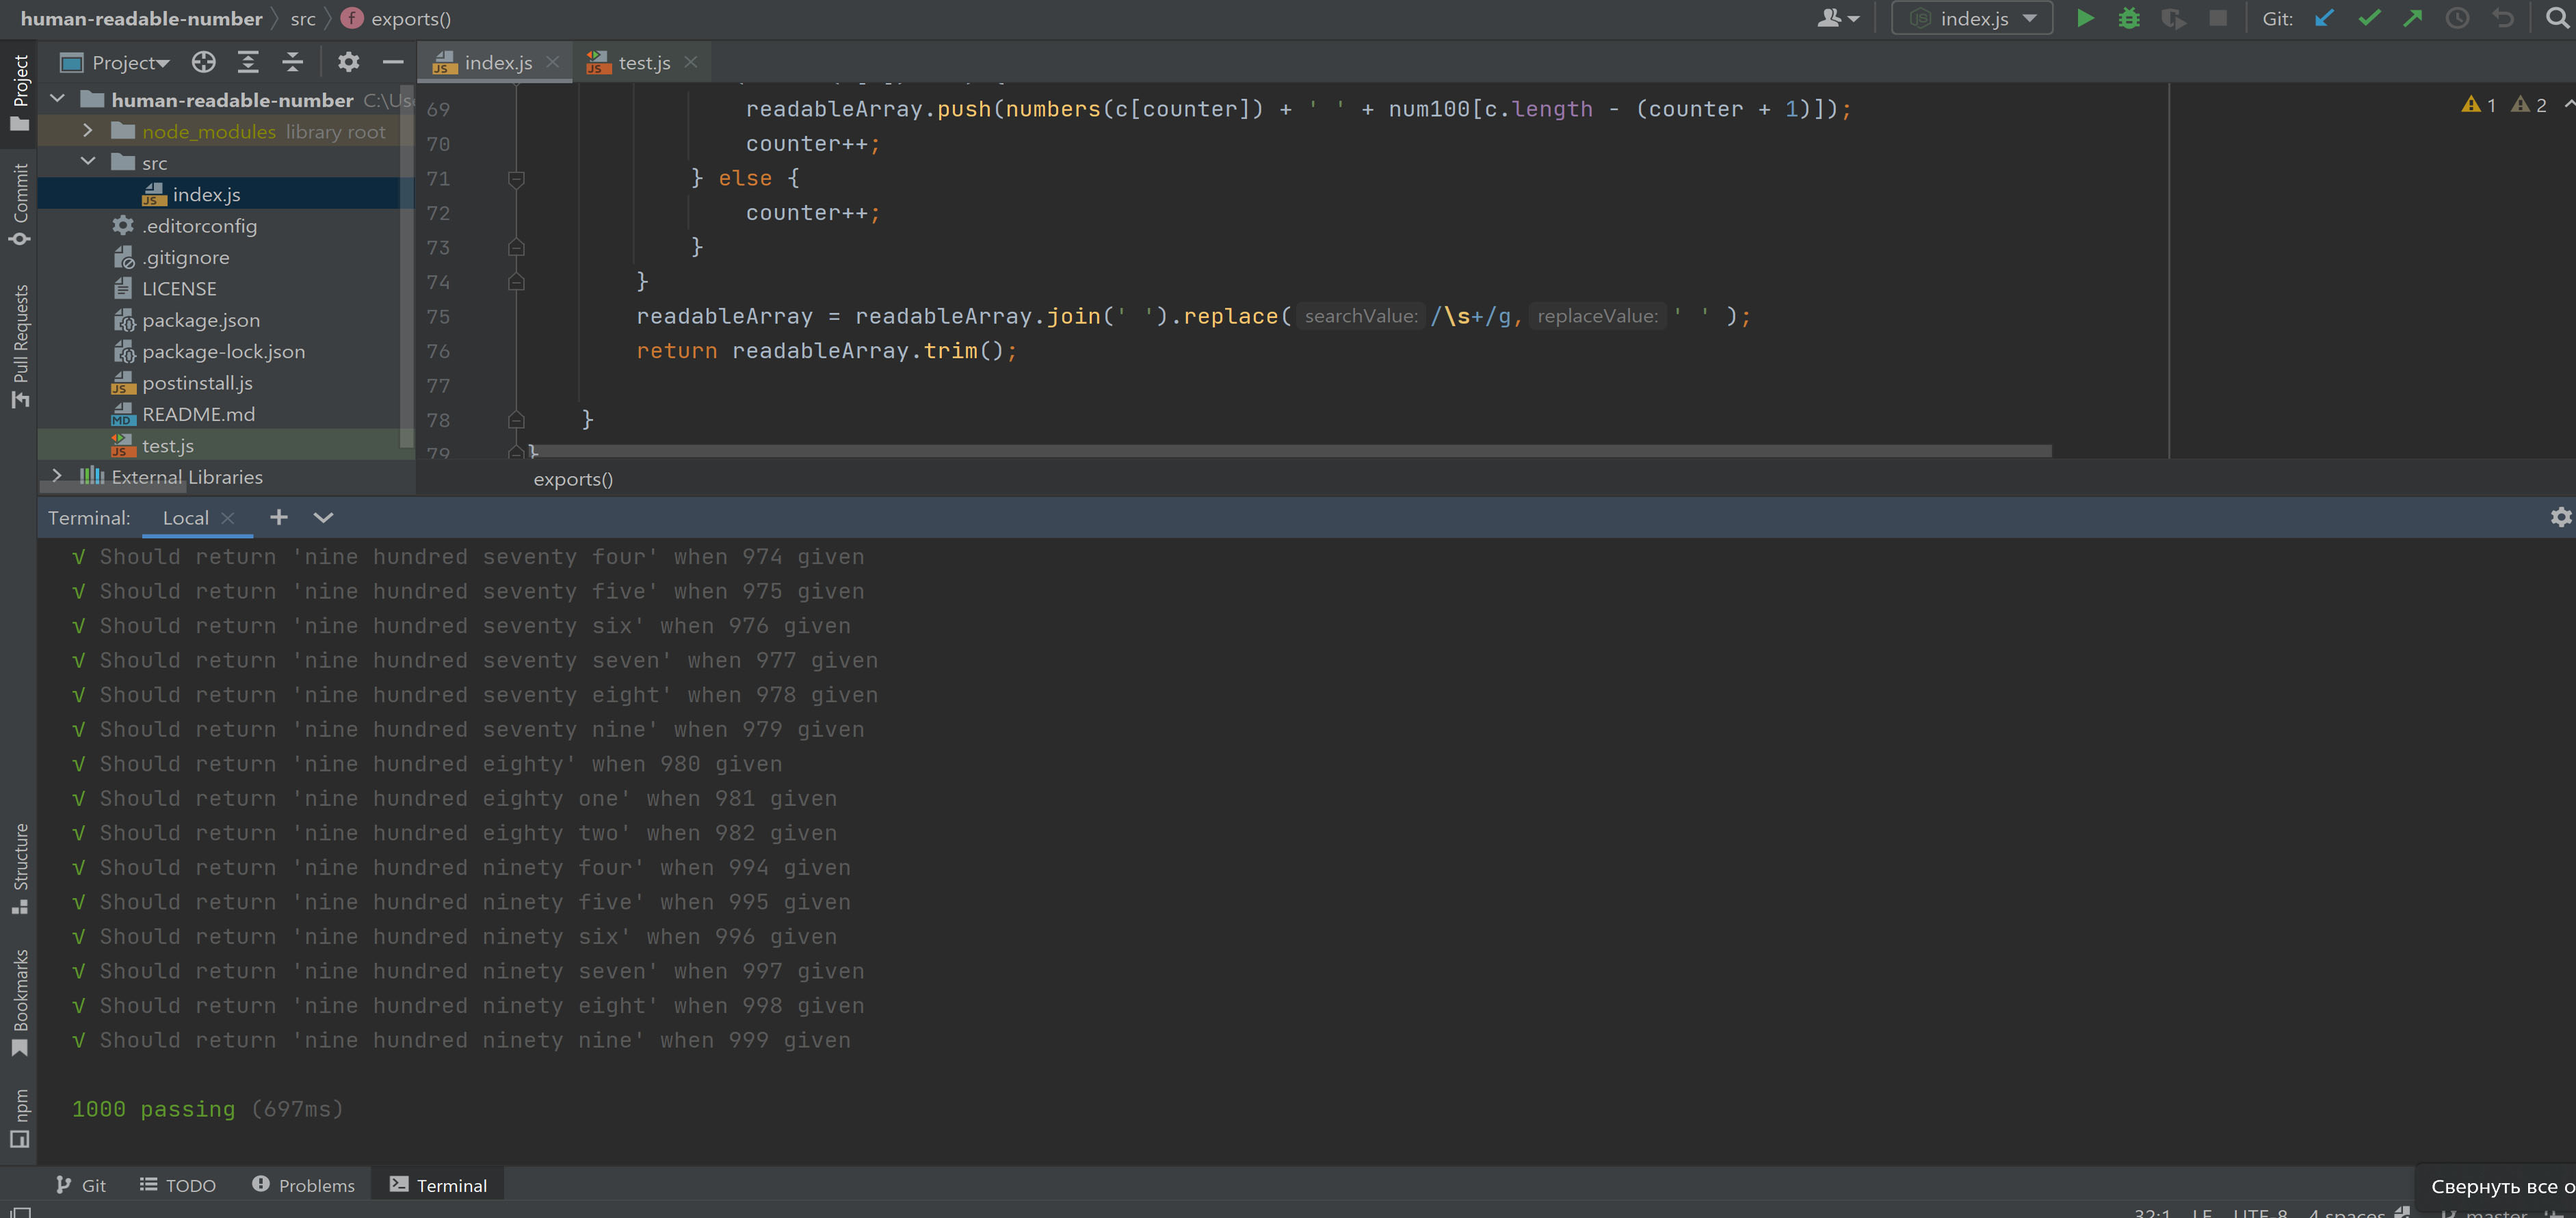 human-readable-number src exports()
index.js Git:
Project
index.js test.js
human-readable-number C:\Us
node_modules library root
src
index.js
.editorconfig
.gitignore
LICENSE
package.json
package-lock.json
postinstall.js
README.md
test.js
External Libraries
Project
Commit
Pull Requests
Structure
Bookmarks
npm
1 2
69 readableArray.push(numbers(c[counter]) + ' ' + num100[c.length - (counter + 1)]);
70 counter++;
71 } else {
72 counter++;
73 }
74 }
75 readableArray = readableArray.join(' ').replace( searchValue: /\s+/g, replaceValue: ' ' );
76 return readableArray.trim();
77
78 }
79 }
exports()
Terminal: Local
√ Should return 'nine hundred seventy four' when 974 given
√ Should return 'nine hundred seventy five' when 975 given
√ Should return 'nine hundred seventy six' when 976 given
√ Should return 'nine hundred seventy seven' when 977 given
√ Should return 'nine hundred seventy eight' when 978 given
√ Should return 'nine hundred seventy nine' when 979 given
√ Should return 'nine hundred eighty' when 980 given
√ Should return 'nine hundred eighty one' when 981 given
√ Should return 'nine hundred eighty two' when 982 given
√ Should return 'nine hundred ninety four' when 994 given
√ Should return 'nine hundred ninety five' when 995 given
√ Should return 'nine hundred ninety six' when 996 given
√ Should return 'nine hundred ninety seven' when 997 given
√ Should return 'nine hundred ninety eight' when 998 given
√ Should return 'nine hundred ninety nine' when 999 given
1000 passing (697ms)
Git TODO Problems Terminal
Свернуть все о
32:1 LF UTF-8 4 spaces master